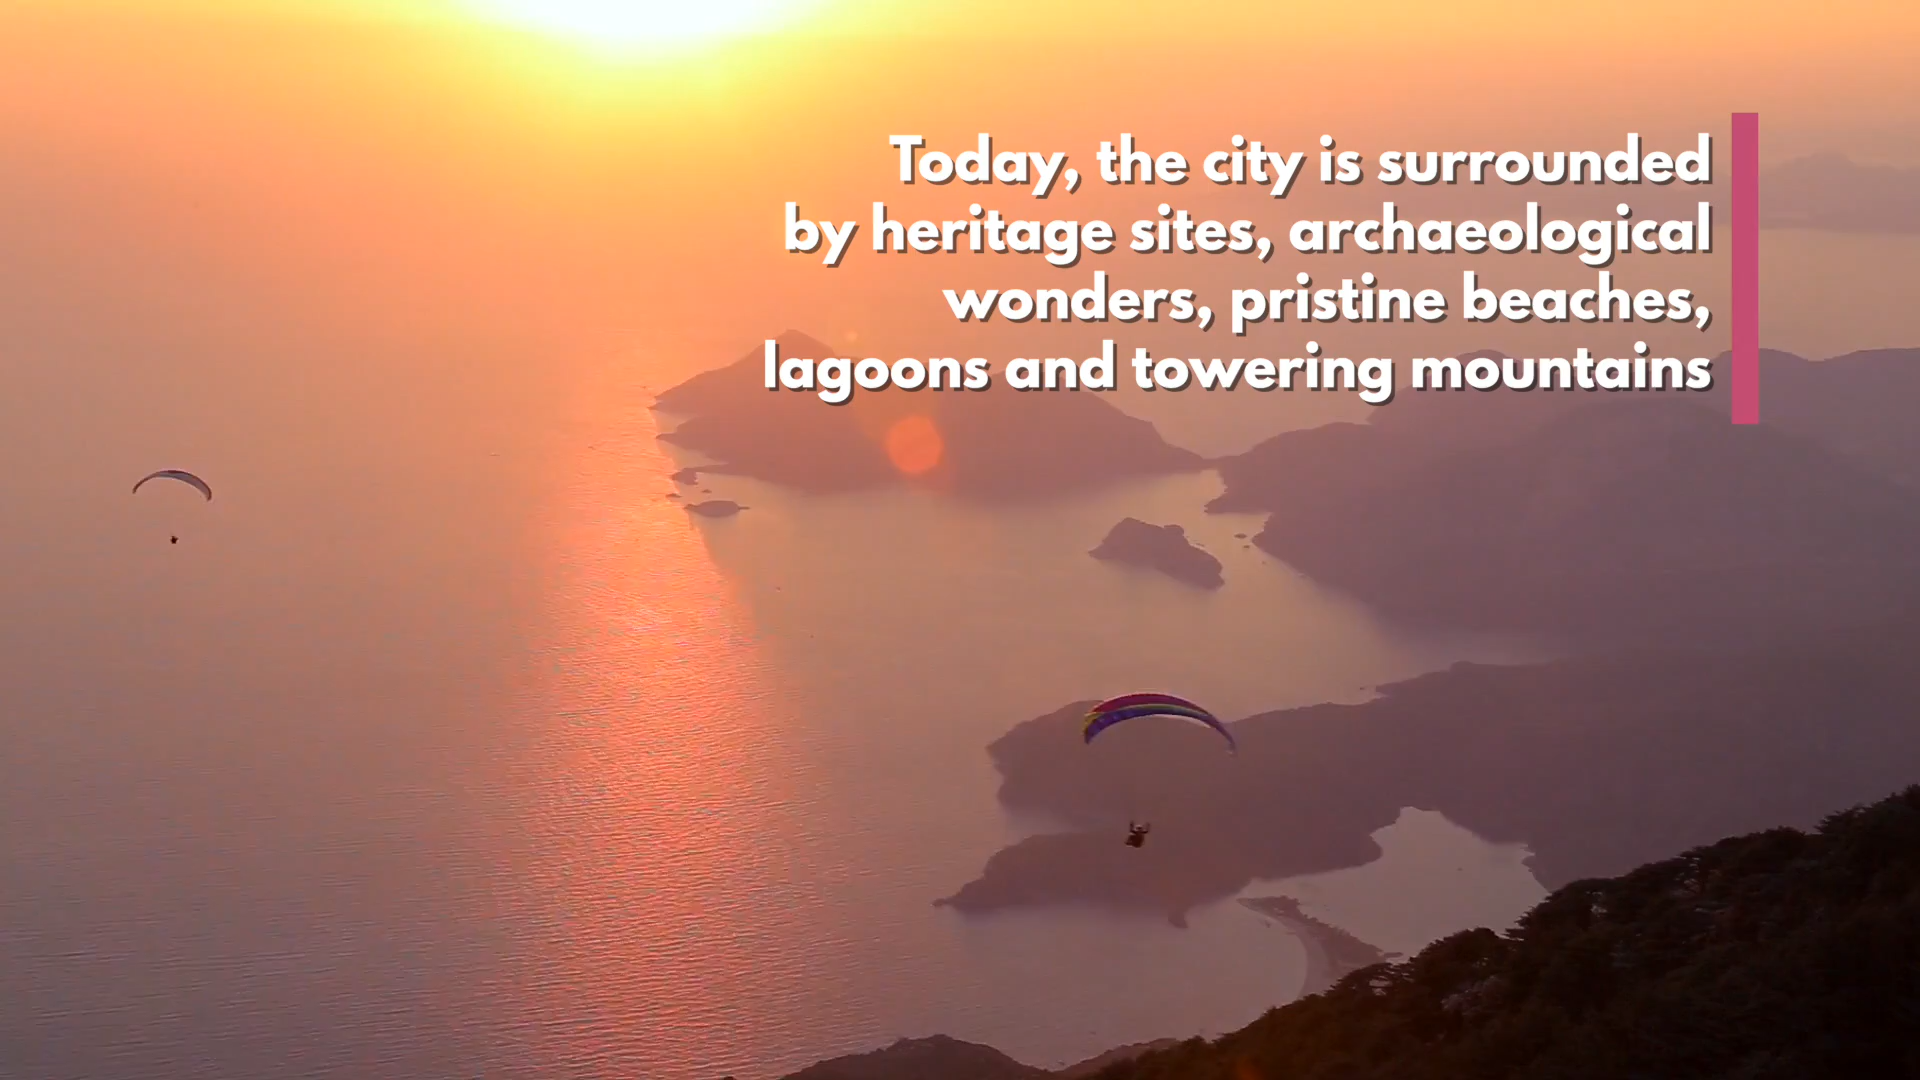 Today, the city is surrounded
by heritage sites, archaeological
wonders, pristine beaches,
lagoons and towering mountains